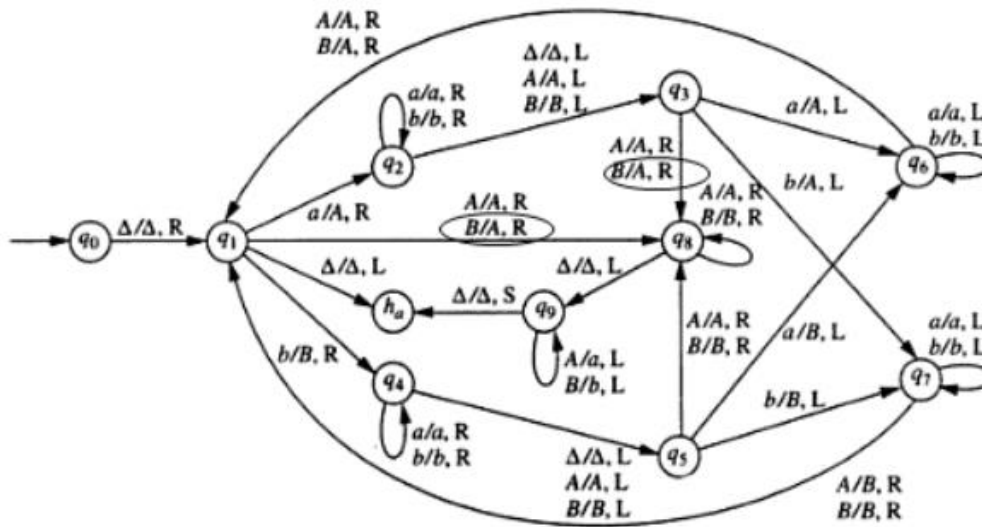 A/A, R
B/A, R
Δ/Δ, L
A/A, L
B/B, L
q3
a/a, R
b/b, R
a/A, L
a/a, L
b/b, L
A/A, R
B/A, R
q2
q6
A/A, R
B/B, R
b/A, L
a/A, R
A/A, R
B/A, R
q0
Δ/Δ, R
q1
q8
Δ/Δ, L
Δ/Δ, L
ha
Δ/Δ, S
q9
A/A, R
B/B, R
a/B, L
b/B, R
A/a, L
B/b, L
a/a, L
b/b, L
q4
q7
b/B, L
a/a, R
b/b, R
q5
Δ/Δ, L
A/A, L
B/B, L
A/B, R
B/B, R